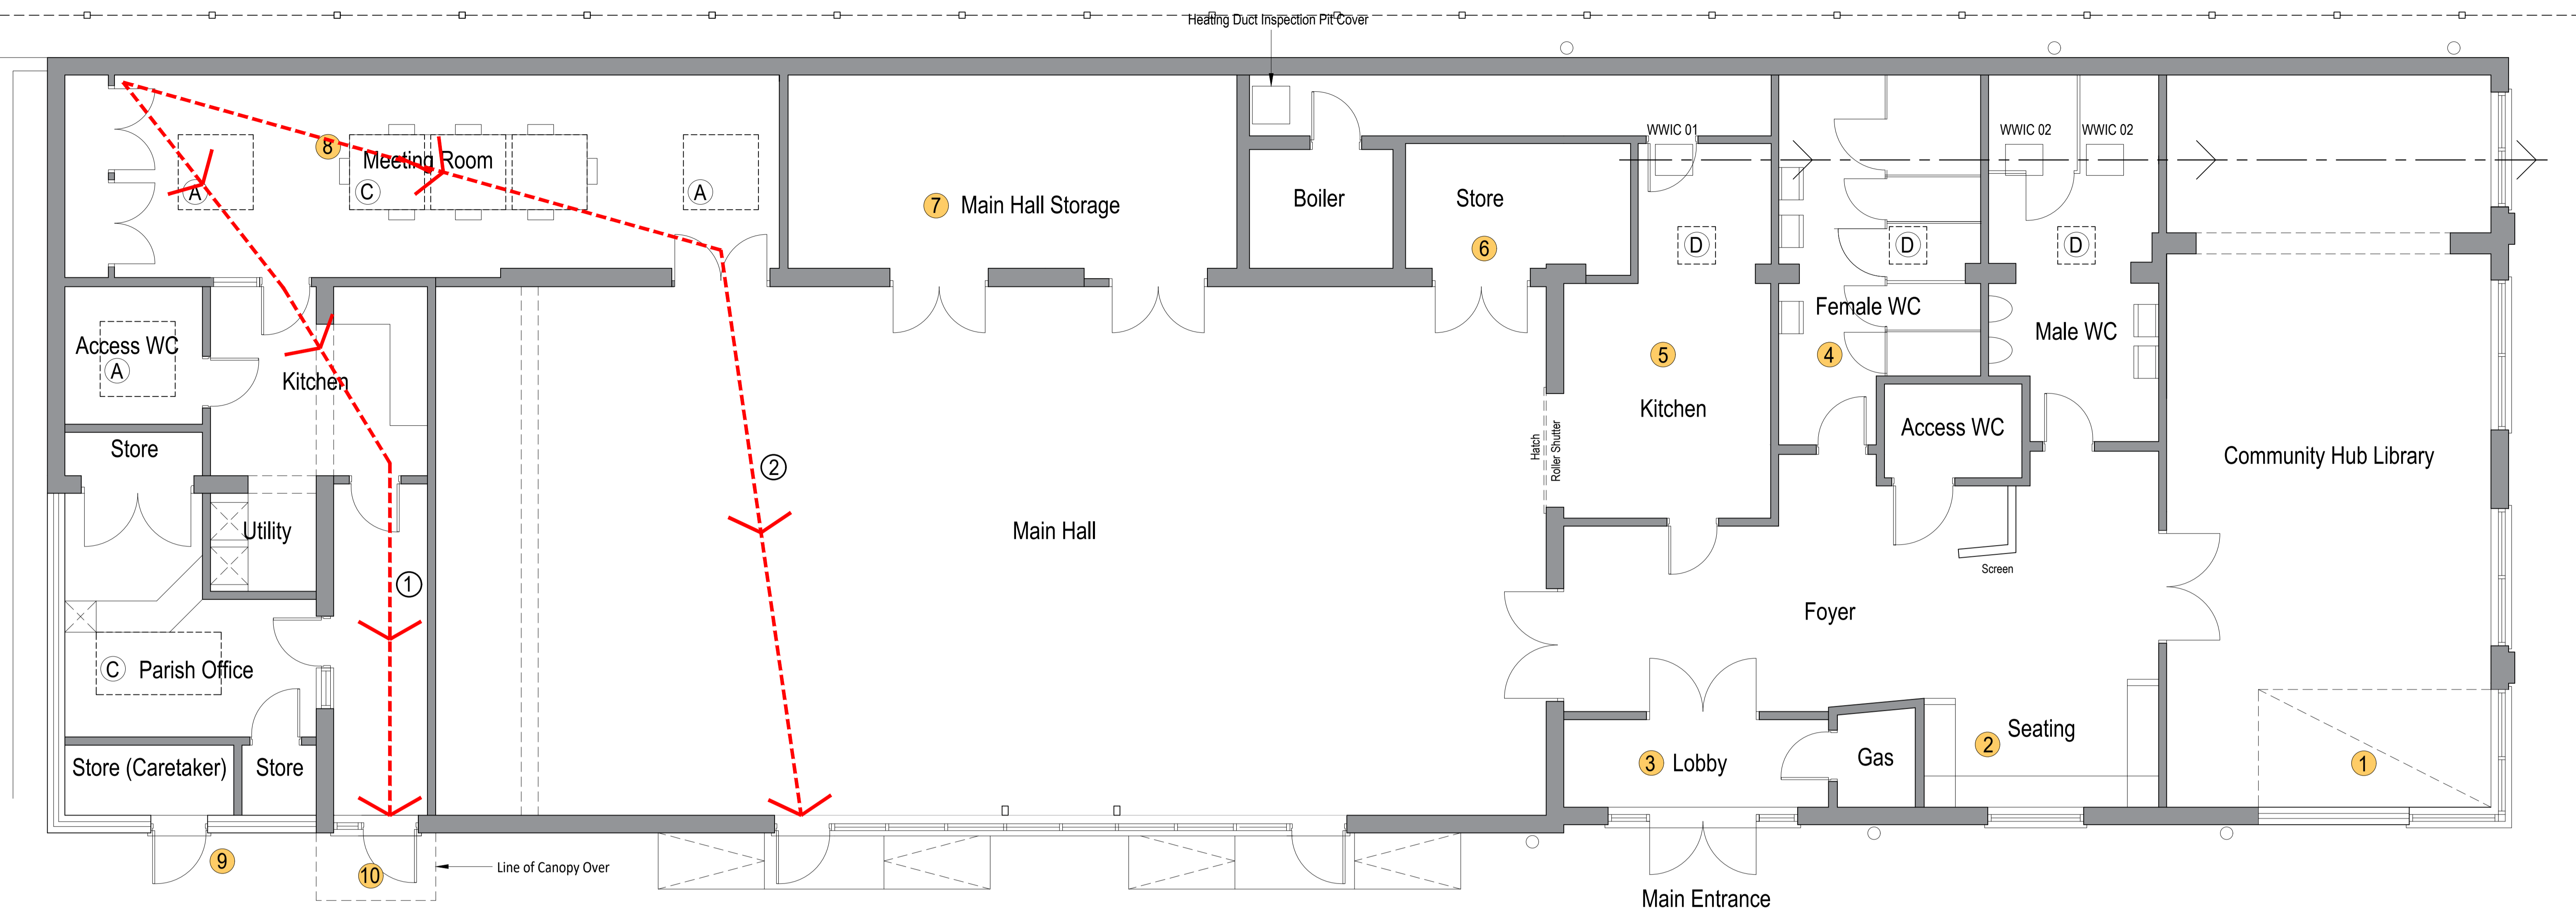 Heating Duct Inspection Pit Cover
WWIC 01
WWIC 02
WWIC 02
8
Meeting Room
A
C
A
7
Main Hall Storage
Boiler
Store
6
D
D
D
Access WC
A
Kitchen
Female WC
Male WC
5
4
Kitchen
Access WC
Store
Hatch
Roller Shutter
Community Hub Library
2
Utility
Main Hall
1
Screen
Foyer
C
Parish Office
Seating
2
Store (Caretaker)
Store
3
Lobby
Gas
1
9
10
Line of Canopy Over
Main Entrance